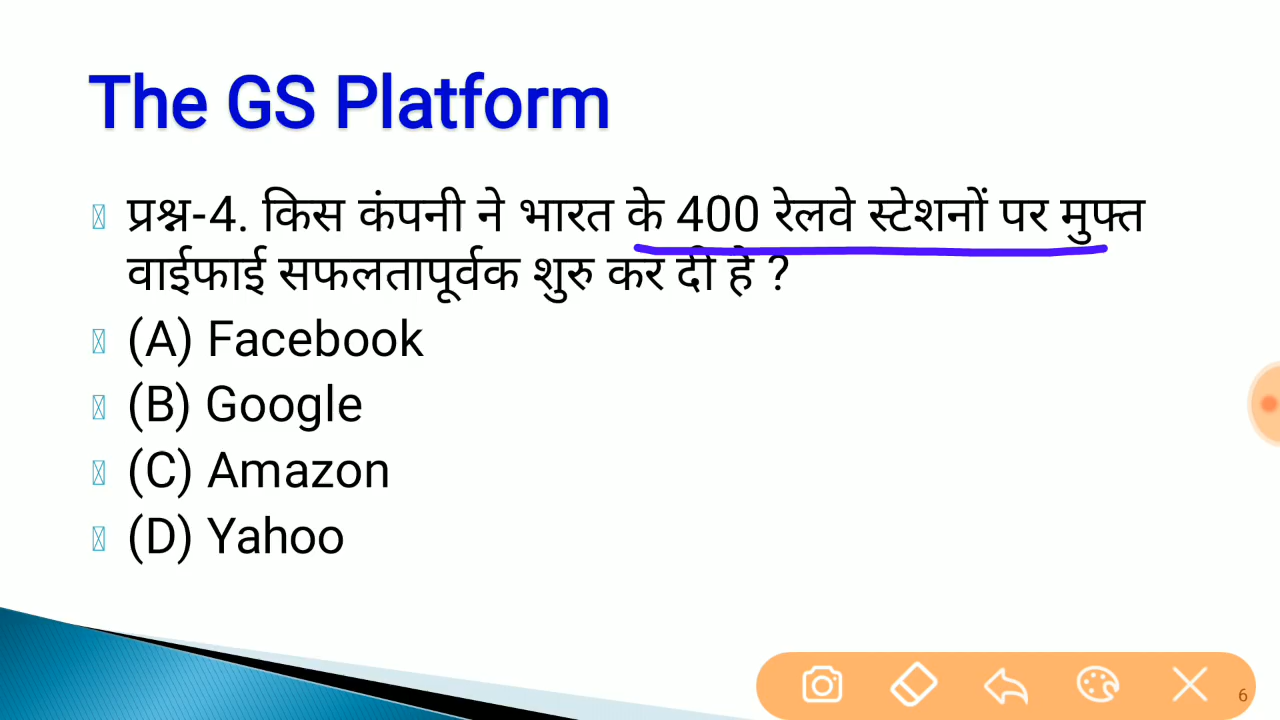 The GS Platform
प्रश्न-4. किस कंपनी ने भारत के 400 रेलवे स्टेशनों पर मुफ्त
वाईफाई सफलतापूर्वक शुरु कर दी है ?
(A) Facebook
(B) Google
(C) Amazon
(D) Yahoo
6